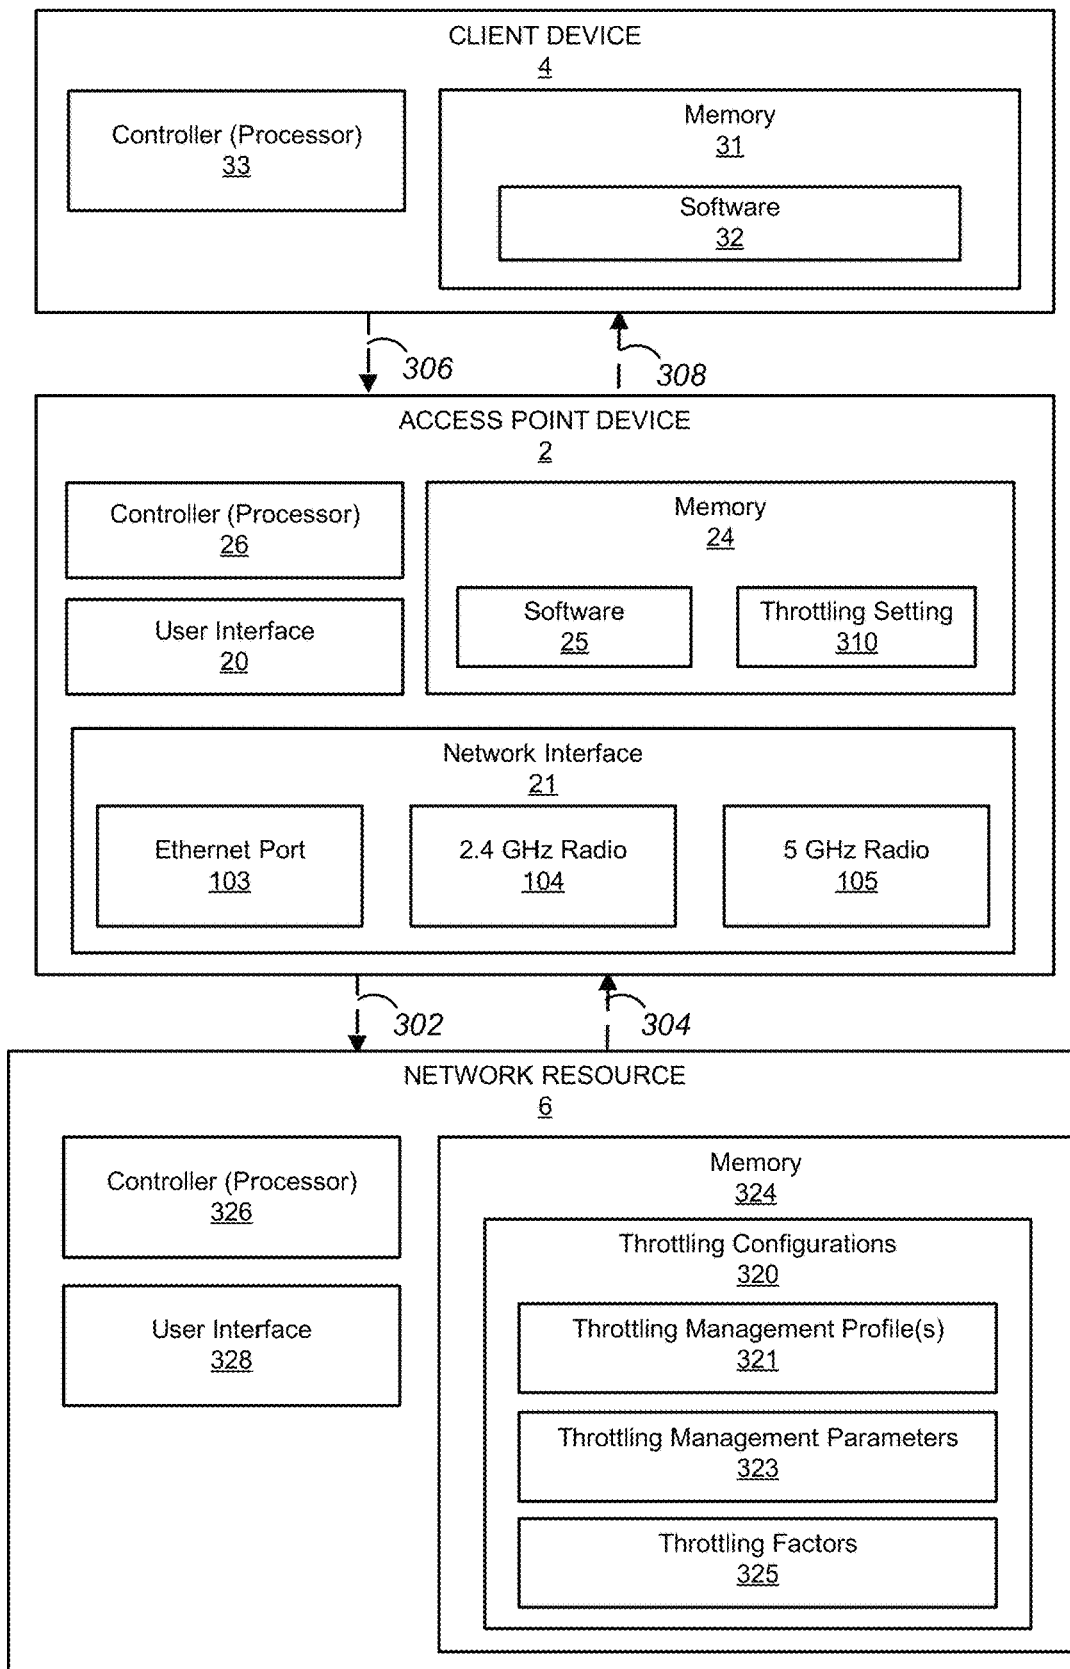 CLIENT DEVICE
4
Controller (Processor)
33
Memory
31
Software
32
306
308
ACCESS POINT DEVICE
2
Controller (Processor)
26
User Interface
20
Memory
24
Software
25
Throttling Setting
310
Network Interface
21
Ethernet Port
103
2.4 GHz Radio
104
5 GHz Radio
105
302
304
NETWORK RESOURCE
6
Controller (Processor)
326
User Interface
328
Memory
324
Throttling Configurations
320
Throttling Management Profile(s)
321
Throttling Management Parameters
323
Throttling Factors
325